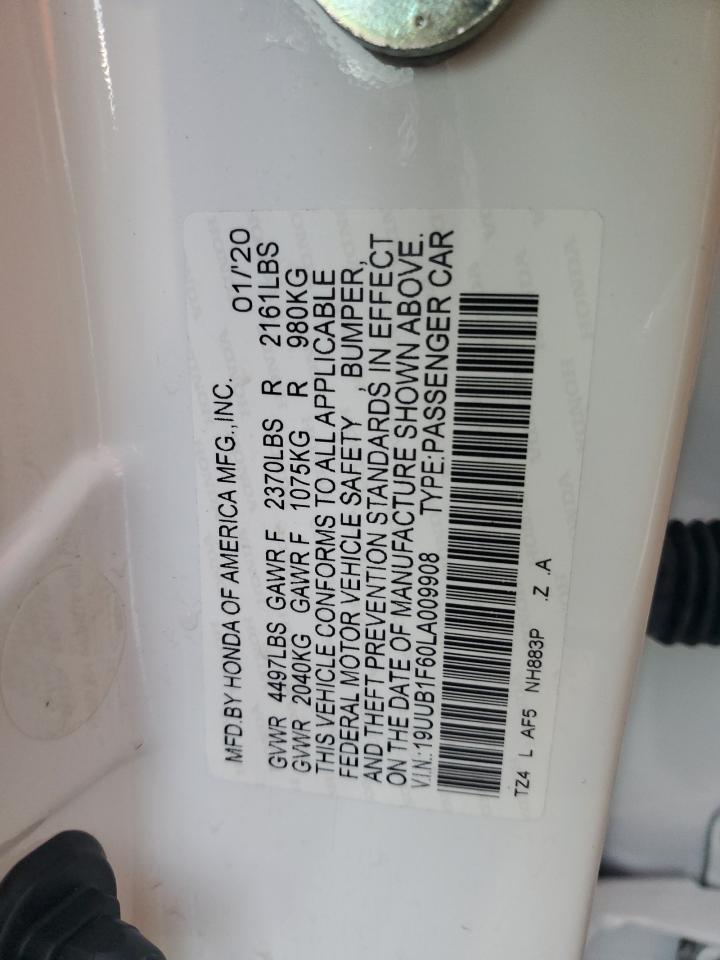 MFD.BY HONDA OF AMERICA MFG.,INC. 01/'20
GVWR 4497LBS GAWR F 2370LBS R 2161LBS
GVWR 2040KG GAWR F 1075KG R 980KG
THIS VEHICLE CONFORMS TO ALL APPLICABLE
FEDERAL MOTOR VEHICLE SAFETY , BUMPER,
AND THEFT PREVENTION STANDARDS, IN EFFECT
ON THE DATE OF MANUFACTURE SHOWN ABOVE.
V.I.N.:19UUB1F60LA009908 TYPE:PASSENGER CAR
TZ4 L AF5 NH883P .Z .A